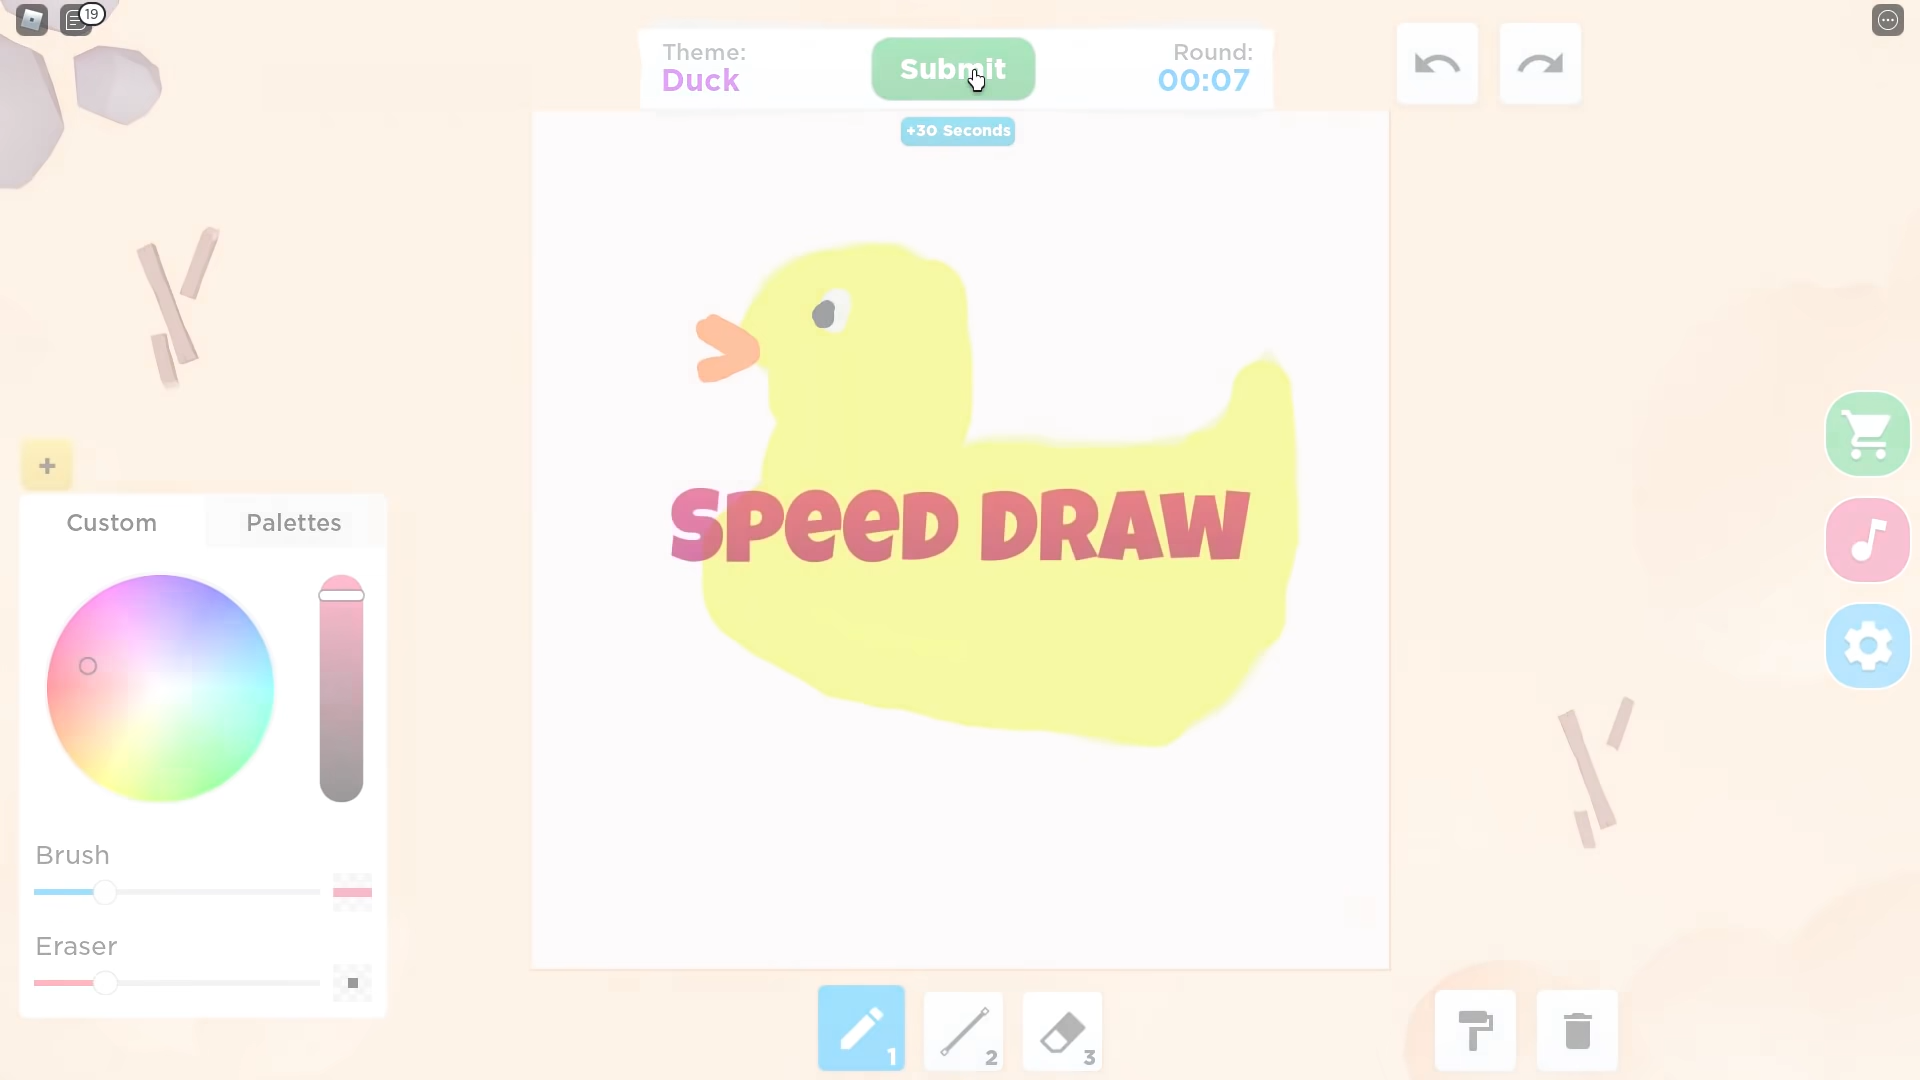 19
Theme:
Duck
Submit
Round:
00:07
+30 Seconds
SPeeD DRAW
+
Custom
Palettes
Brush
Eraser
1
2
3